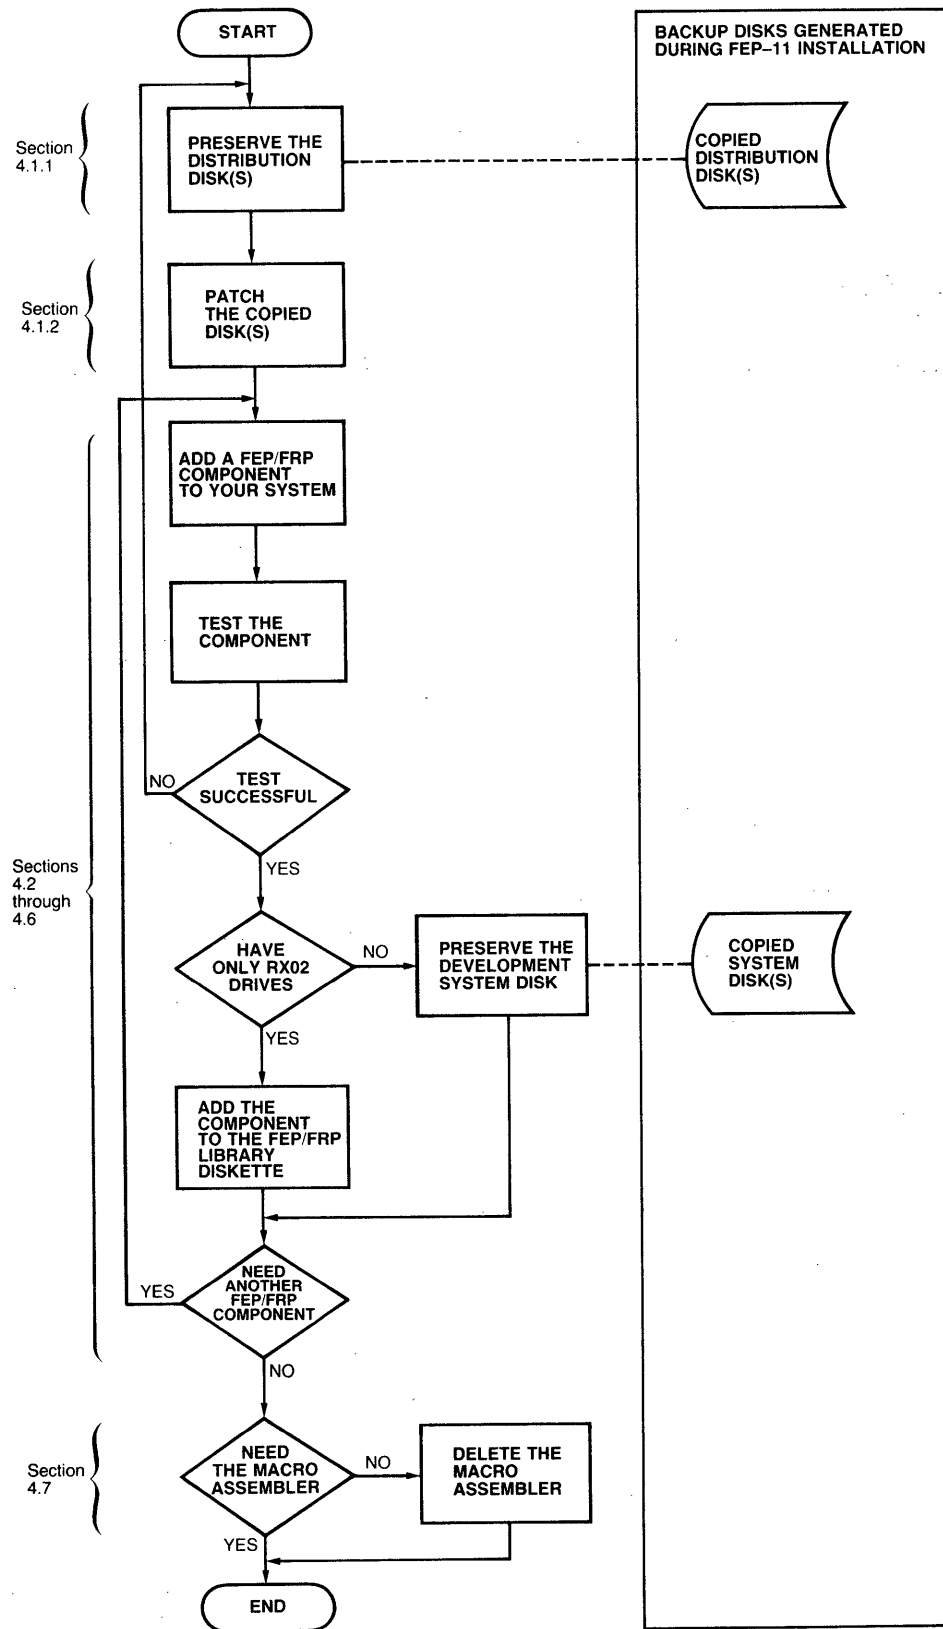 START
BACKUP DISKS GENERATED
DURING FEP–11 INSTALLATION
Section
4.1.1
PRESERVE THE
DISTRIBUTION
DISK(S)
COPIED
DISTRIBUTION
DISK(S)
Section
4.1.2
PATCH
THE COPIED
DISK(S)
ADD A FEP/FRP
COMPONENT
TO YOUR SYSTEM
TEST THE
COMPONENT
NO
TEST
SUCCESSFUL
YES
Sections
4.2
through
4.6
HAVE
ONLY RX02
DRIVES
NO
PRESERVE THE
DEVELOPMENT
SYSTEM DISK
COPIED
SYSTEM
DISK(S)
YES
ADD THE
COMPONENT
TO THE FEP/FRP
LIBRARY
DISKETTE
YES
NEED
ANOTHER
FEP/FRP
COMPONENT
NO
Section
4.7
NEED
THE MACRO
ASSEMBLER
NO
DELETE THE
MACRO
ASSEMBLER
YES
END